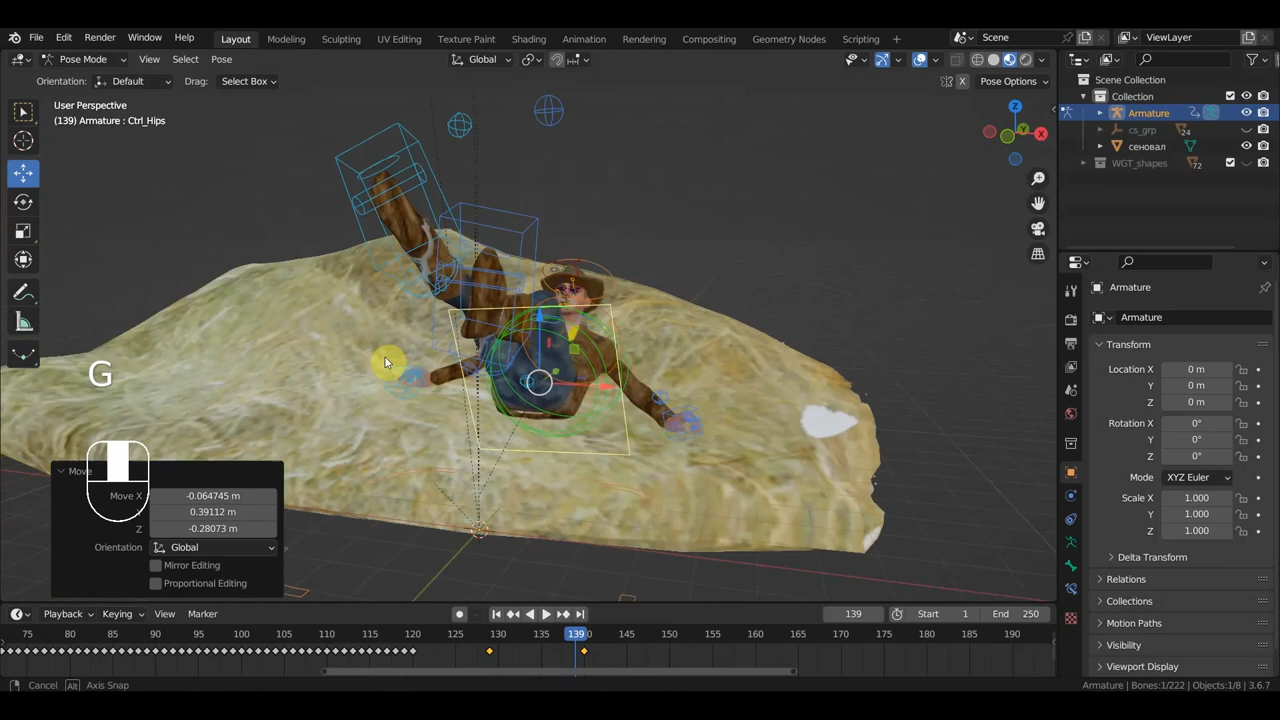 File Edit Render Window Help Layout Modeling Sculpting UV Editing Texture Paint Shading Animation Rendering Compositing Geometry Nodes Scripting + Scene ViewLayer
Pose Mode View Select Pose Global
Orientation: Default Drag: Select Box X Pose Options
Scene Collection
Collection
Armature
cs_grp 24
сеновал
WGT_shapes 72
User Perspective
(139) Armature : Ctrl_Hips
Z
Y
X
G
Move
Move X -0.064745 m
0.39112 m
Z -0.28073 m
Orientation Global
Mirror Editing
Proportional Editing
Armature
Armature
Transform
Location X 0 m
Y 0 m
Z 0 m
Rotation X 0°
Y 0°
Z 0°
Mode XYZ Euler
Scale X 1.000
Y 1.000
Z 1.000
Delta Transform
Relations
Collections
Motion Paths
Visibility
Viewport Display
Playback Keying View Marker 139 Start 1 End 250
75 80 85 90 95 100 105 110 115 120 125 130 135 139 145 150 155 160 165 170 175 180 185 190
Cancel Alt Axis Snap Armature | Bones:1/222 | Objects:1/8 | 3.6.7